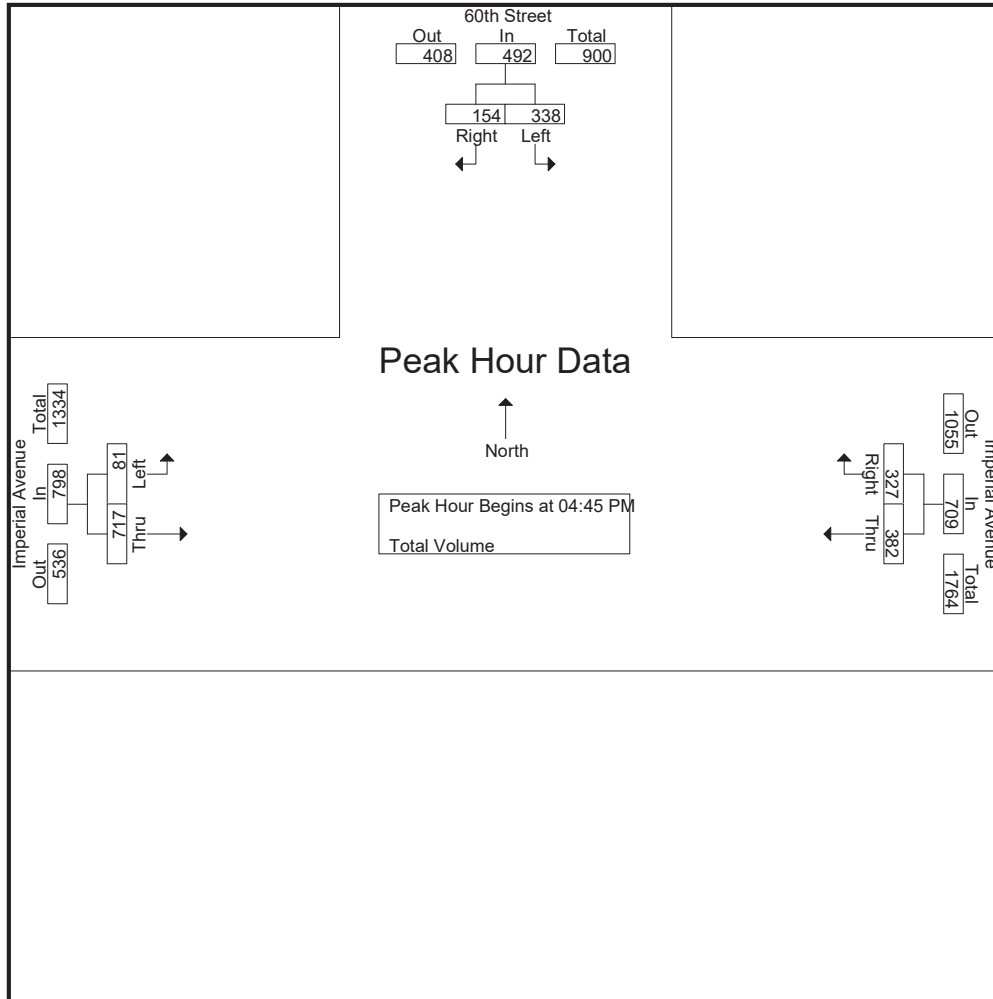 60th Street
Out In Total
408 492 900
154 338
Right Left
Peak Hour Data
North
Peak Hour Begins at 04:45 PM
Total Volume
Imperial Avenue
Out In Total
536 798 1334
81 717
Left Thru
Imperial Avenue
Out In Total
1055 709 1764
327 382
Right Thru